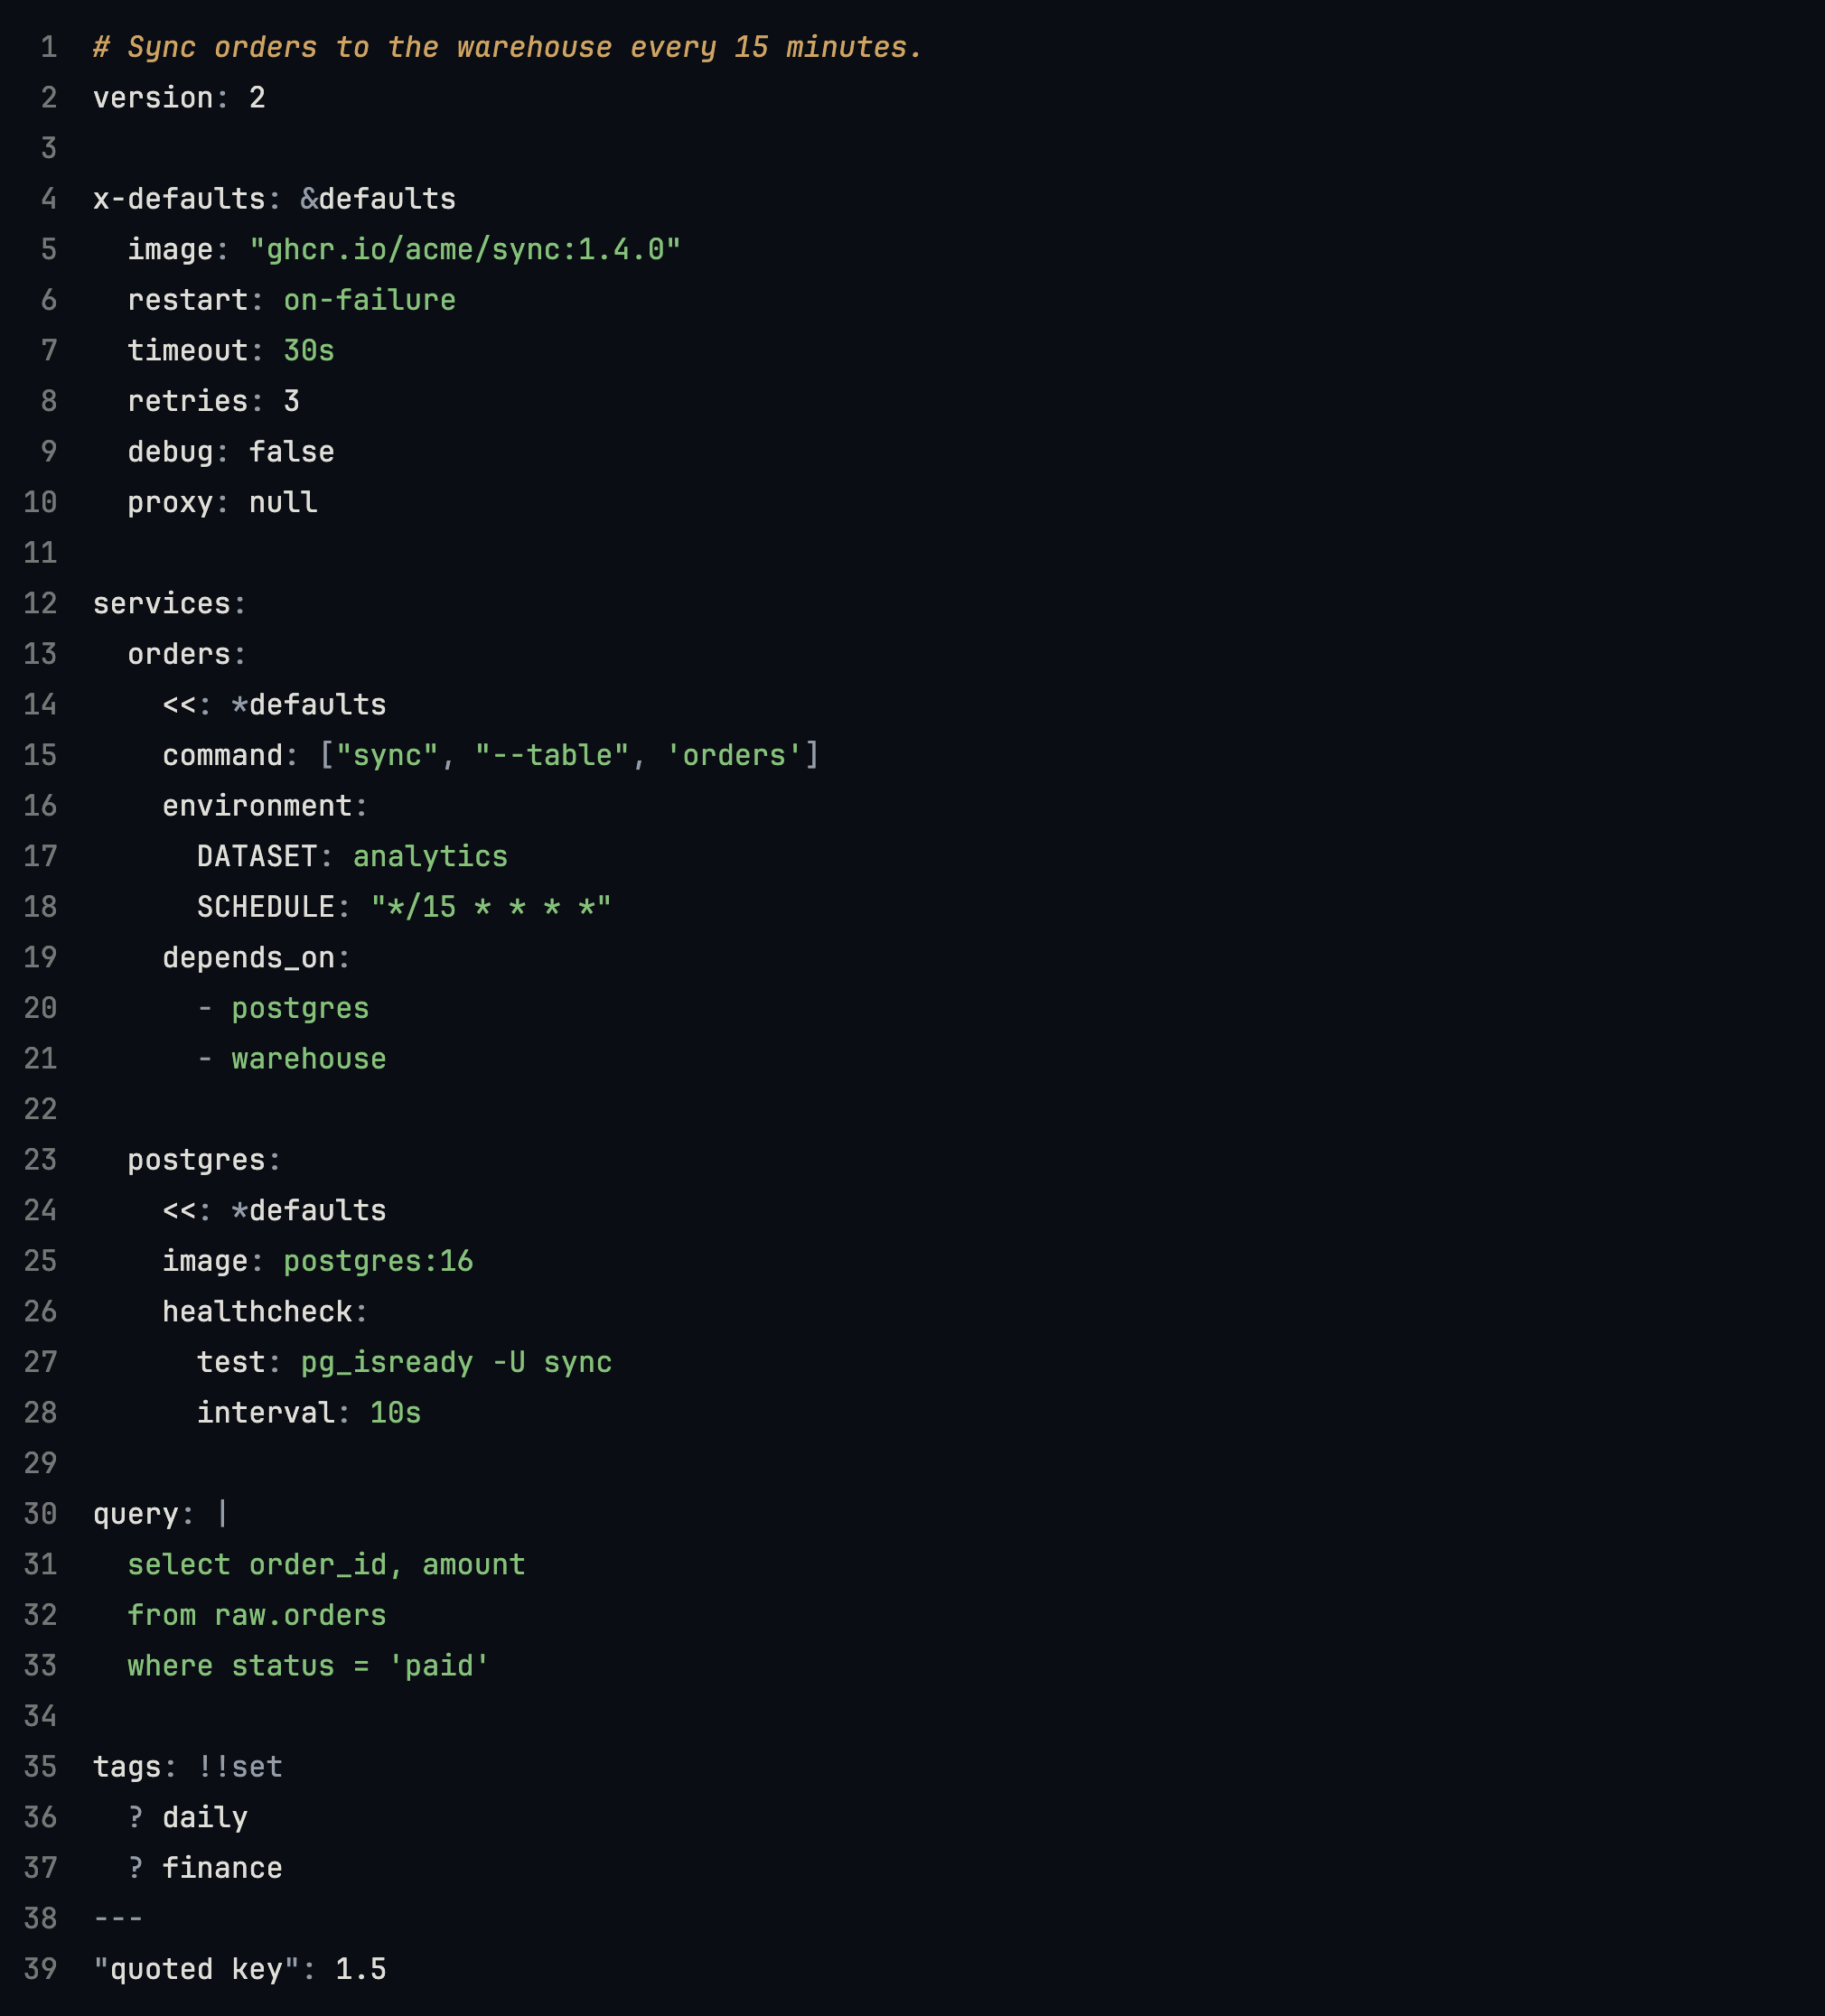 1 # Sync orders to the warehouse every 15 minutes.
2 version: 2
3
4 x-defaults: &defaults
5   image: "ghcr.io/acme/sync:1.4.0"
6   restart: on-failure
7   timeout: 30s
8   retries: 3
9   debug: false
10   proxy: null
11
12 services:
13   orders:
14     <<: *defaults
15     command: ["sync", "--table", 'orders']
16     environment:
17       DATASET: analytics
18       SCHEDULE: "*/15 * * * *"
19     depends_on:
20       - postgres
21       - warehouse
22
23   postgres:
24     <<: *defaults
25     image: postgres:16
26     healthcheck:
27       test: pg_isready -U sync
28       interval: 10s
29
30 query: |
31   select order_id, amount
32   from raw.orders
33   where status = 'paid'
34
35 tags: !!set
36   ? daily
37   ? finance
38 ---
39 "quoted key": 1.5